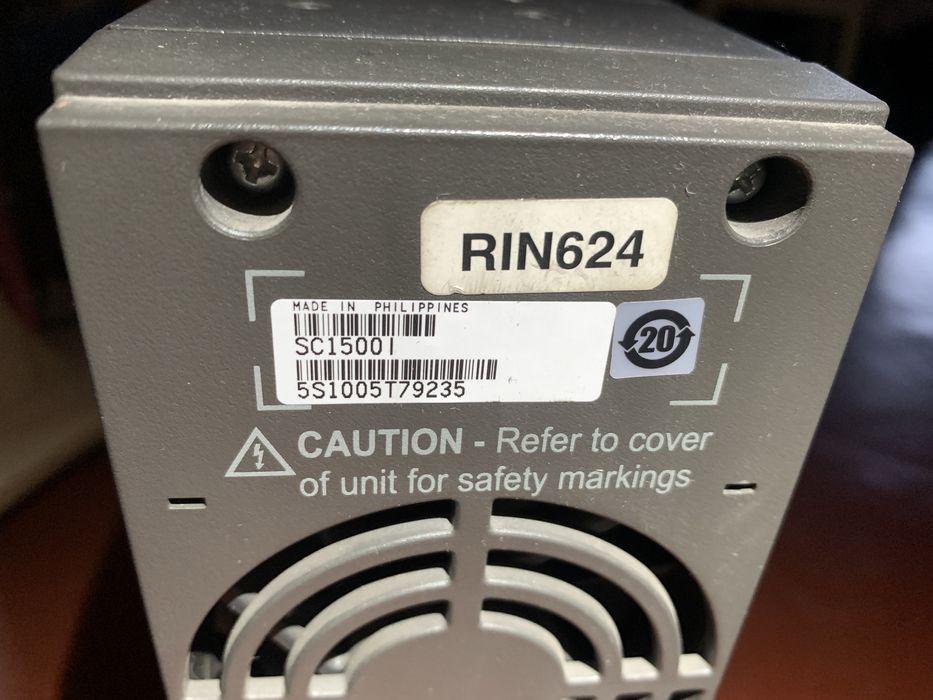 RIN624
MADE IN PHILIPPINES
SC1500I
5S1005T79235
20
CAUTION - Refer to cover
of unit for safety markings